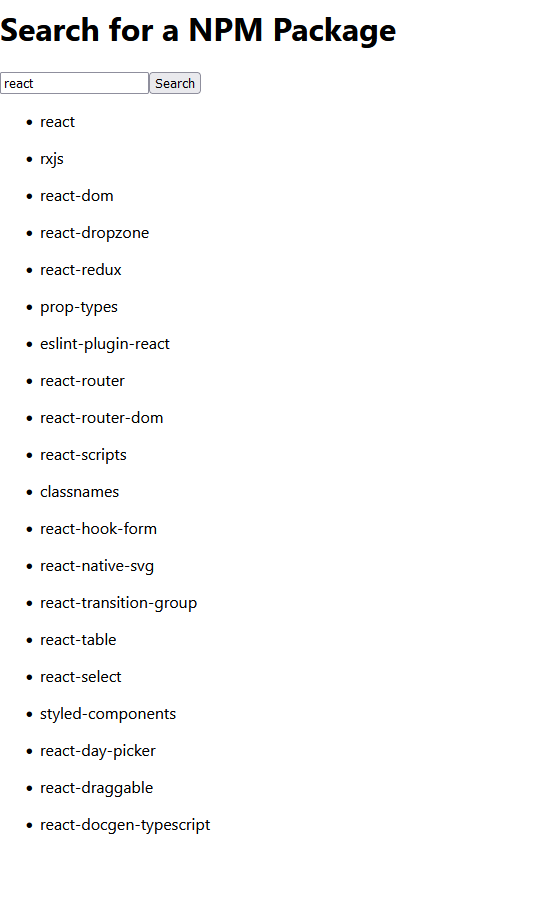 Search for a NPM Package
react Search
react
rxjs
react-dom
react-dropzone
react-redux
prop-types
eslint-plugin-react
react-router
react-router-dom
react-scripts
classnames
react-hook-form
react-native-svg
react-transition-group
react-table
react-select
styled-components
react-day-picker
react-draggable
react-docgen-typescript